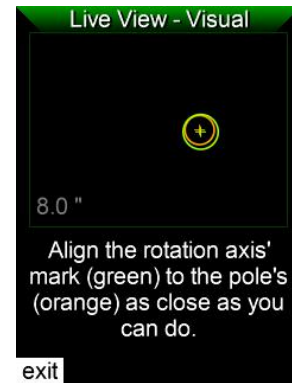 Live View - Visual
8.0 "
Align the rotation axis'
mark (green) to the pole's
(orange) as close as you
can do.
exit